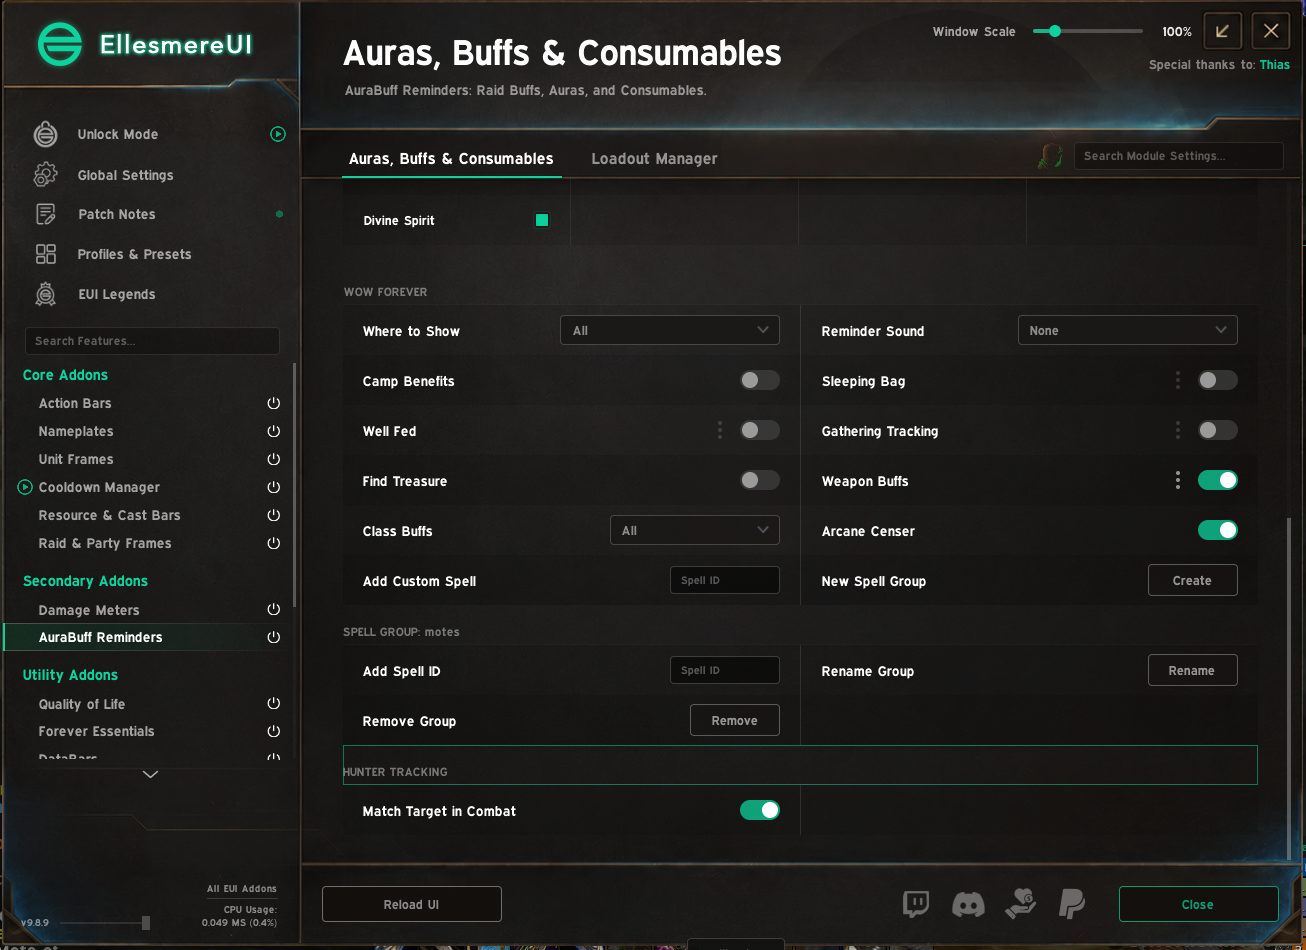 EllesmereUI
Unlock Mode
Global Settings
Patch Notes
Profiles & Presets
EUI Legends
Search Features...
Core Addons
Action Bars
Nameplates
Unit Frames
Cooldown Manager
Resource & Cast Bars
Raid & Party Frames
Secondary Addons
Damage Meters
AuraBuff Reminders
Utility Addons
Quality of Life
Forever Essentials
DataBars
All EUI Addons
CPU Usage:
v9.8.9
0.049 MS (0.4%)
Auras, Buffs & Consumables
AuraBuff Reminders: Raid Buffs, Auras, and Consumables.
Window Scale 100%
Special thanks to: Thias
Auras, Buffs & Consumables Loadout Manager Search Module Settings...
Divine Spirit
WOW FOREVER
Where to Show All Reminder Sound None
Camp Benefits Sleeping Bag
Well Fed Gathering Tracking
Find Treasure Weapon Buffs
Class Buffs All Arcane Censer
Add Custom Spell Spell ID New Spell Group Create
SPELL GROUP: motes
Add Spell ID Spell ID Rename Group Rename
Remove Group Remove
HUNTER TRACKING
Match Target in Combat
Reload UI Close